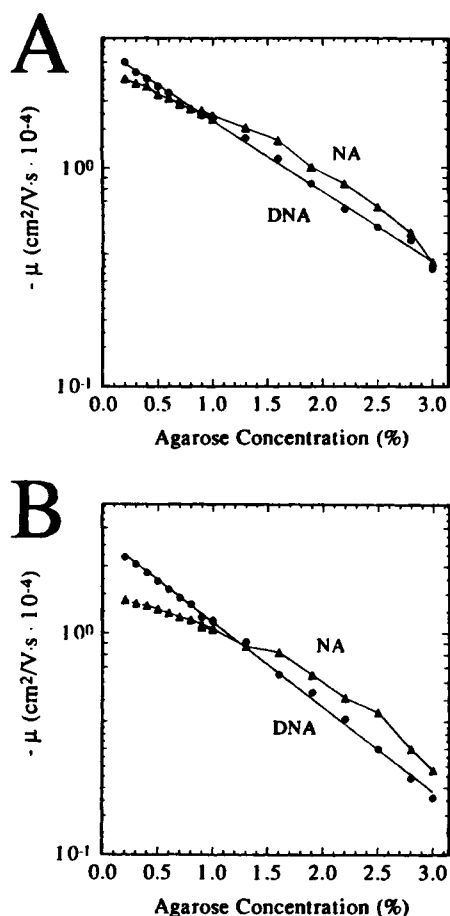 A
- μ (cm²/V·s · 10⁻⁴)
10⁰
10⁻¹
NA
DNA
0.0 0.5 1.0 1.5 2.0 2.5 3.0
Agarose Concentration (%)
B
- μ (cm²/V·s · 10⁻⁴)
10⁰
10⁻¹
NA
DNA
0.0 0.5 1.0 1.5 2.0 2.5 3.0
Agarose Concentration (%)